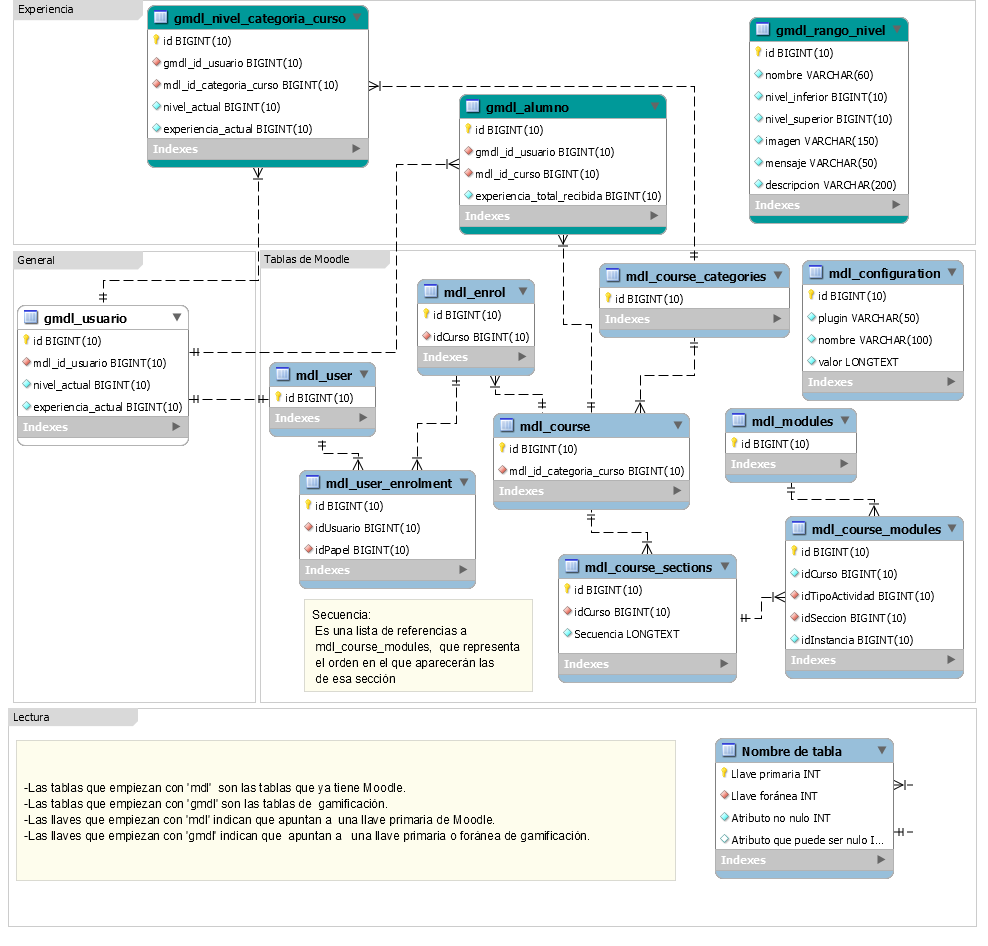 Experiencia
gmdl_nivel_categoria_curso
id BIGINT(10)
gmdl_id_usuario BIGINT(10)
mdl_id_categoria_curso BIGINT(10)
nivel_actual BIGINT(10)
experiencia_actual BIGINT(10)
Indexes
gmdl_alumno
id BIGINT(10)
gmdl_id_usuario BIGINT(10)
mdl_id_curso BIGINT(10)
experiencia_total_recibida BIGINT(10)
Indexes
gmdl_rango_nivel
id BIGINT(10)
nombre VARCHAR(60)
nivel_inferior BIGINT(10)
nivel_superior BIGINT(10)
imagen VARCHAR(150)
mensaje VARCHAR(50)
descripcion VARCHAR(200)
Indexes
General
gmdl_usuario
id BIGINT(10)
mdl_id_usuario BIGINT(10)
nivel_actual BIGINT(10)
experiencia_actual BIGINT(10)
Indexes
Tablas de Moodle
mdl_enrol
id BIGINT(10)
idCurso BIGINT(10)
Indexes
mdl_course_categories
id BIGINT(10)
Indexes
mdl_configuration
id BIGINT(10)
plugin VARCHAR(50)
nombre VARCHAR(100)
valor LONGTEXT
Indexes
mdl_user
id BIGINT(10)
Indexes
mdl_course
id BIGINT(10)
mdl_id_categoria_curso BIGINT(10)
Indexes
mdl_modules
id BIGINT(10)
Indexes
mdl_user_enrolment
id BIGINT(10)
idUsuario BIGINT(10)
idPapel BIGINT(10)
Indexes
mdl_course_sections
id BIGINT(10)
idCurso BIGINT(10)
Secuencia LONGTEXT
Indexes
mdl_course_modules
id BIGINT(10)
idCurso BIGINT(10)
idTipoActividad BIGINT(10)
idSeccion BIGINT(10)
idInstancia BIGINT(10)
Indexes
Secuencia:
Es una lista de referencias a
mdl_course_modules, que representa
el orden en el que aparecerán las
de esa sección
Lectura
-Las tablas que empiezan con 'mdl' son las tablas que ya tiene Moodle.
-Las tablas que empiezan con 'gmdl' son las tablas de gamificación.
-Las llaves que empiezan con 'mdl' indican que apuntan a una llave primaria de Moodle.
-Las llaves que empiezan con 'gmdl' indican que apuntan a una llave primaria o foránea de gamificación.
Nombre de tabla
Llave primaria INT
Llave foránea INT
Atributo no nulo INT
Atributo que puede ser nulo I...
Indexes